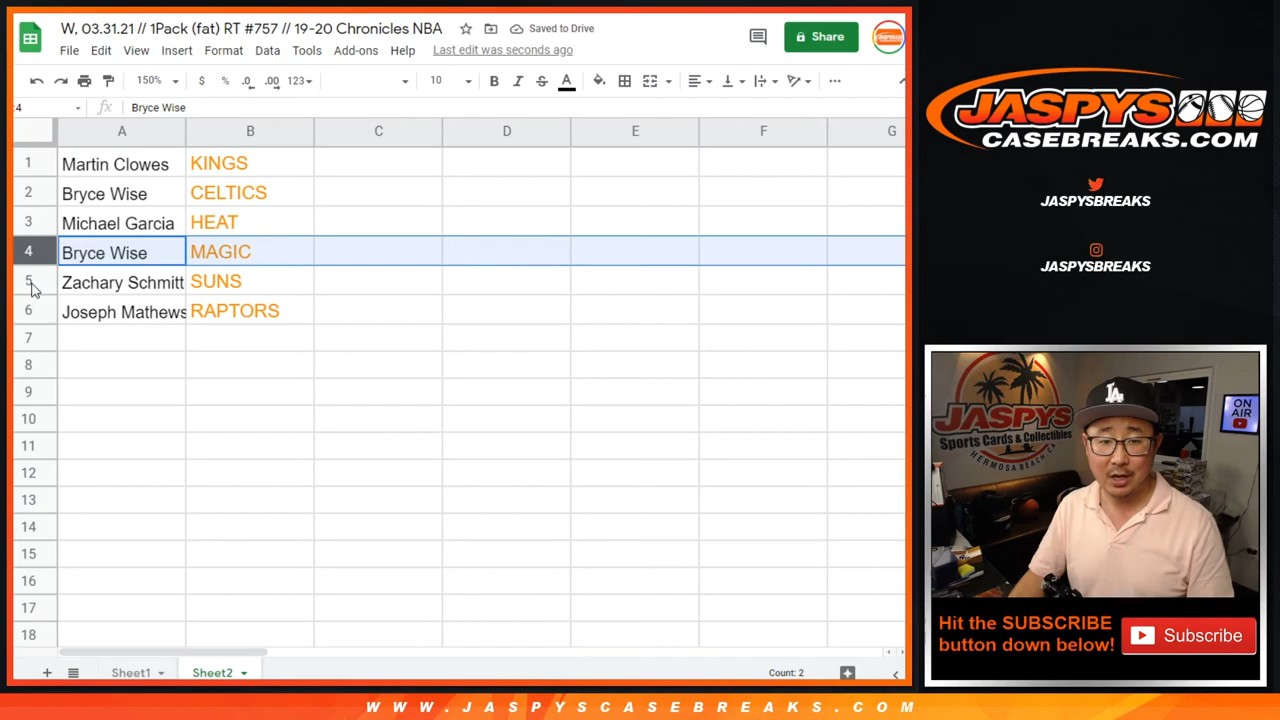 W, 03.31.21 // 1Pack (fat) RT #757 // 19-20 Chronicles NBA
Saved to Drive
Share
File Edit View Insert Format Data Tools Add-ons Help Last edit was seconds ago
150% $ % .0 .00 123 10 B I S A
:4 fx Bryce Wise
A B C D E F G
1 Martin Clowes KINGS
2 Bryce Wise CELTICS
3 Michael Garcia HEAT
4 Bryce Wise MAGIC
5 Zachary Schmitt SUNS
6 Joseph Mathews RAPTORS
7
8
9
10
11
12
13
14
15
16
17
18
Sheet1 Sheet2 Count: 2
JASPYS
CASEBREAKS.COM
JASPYSBREAKS
JASPYSBREAKS
JASPYS
Sports Cards & Collectibles
HERMOSA BEACH, CA
LA
ON
AIR
Hit the SUBSCRIBE
button down below!
Subscribe
WWW.JASPYSCASEBREAKS.COM